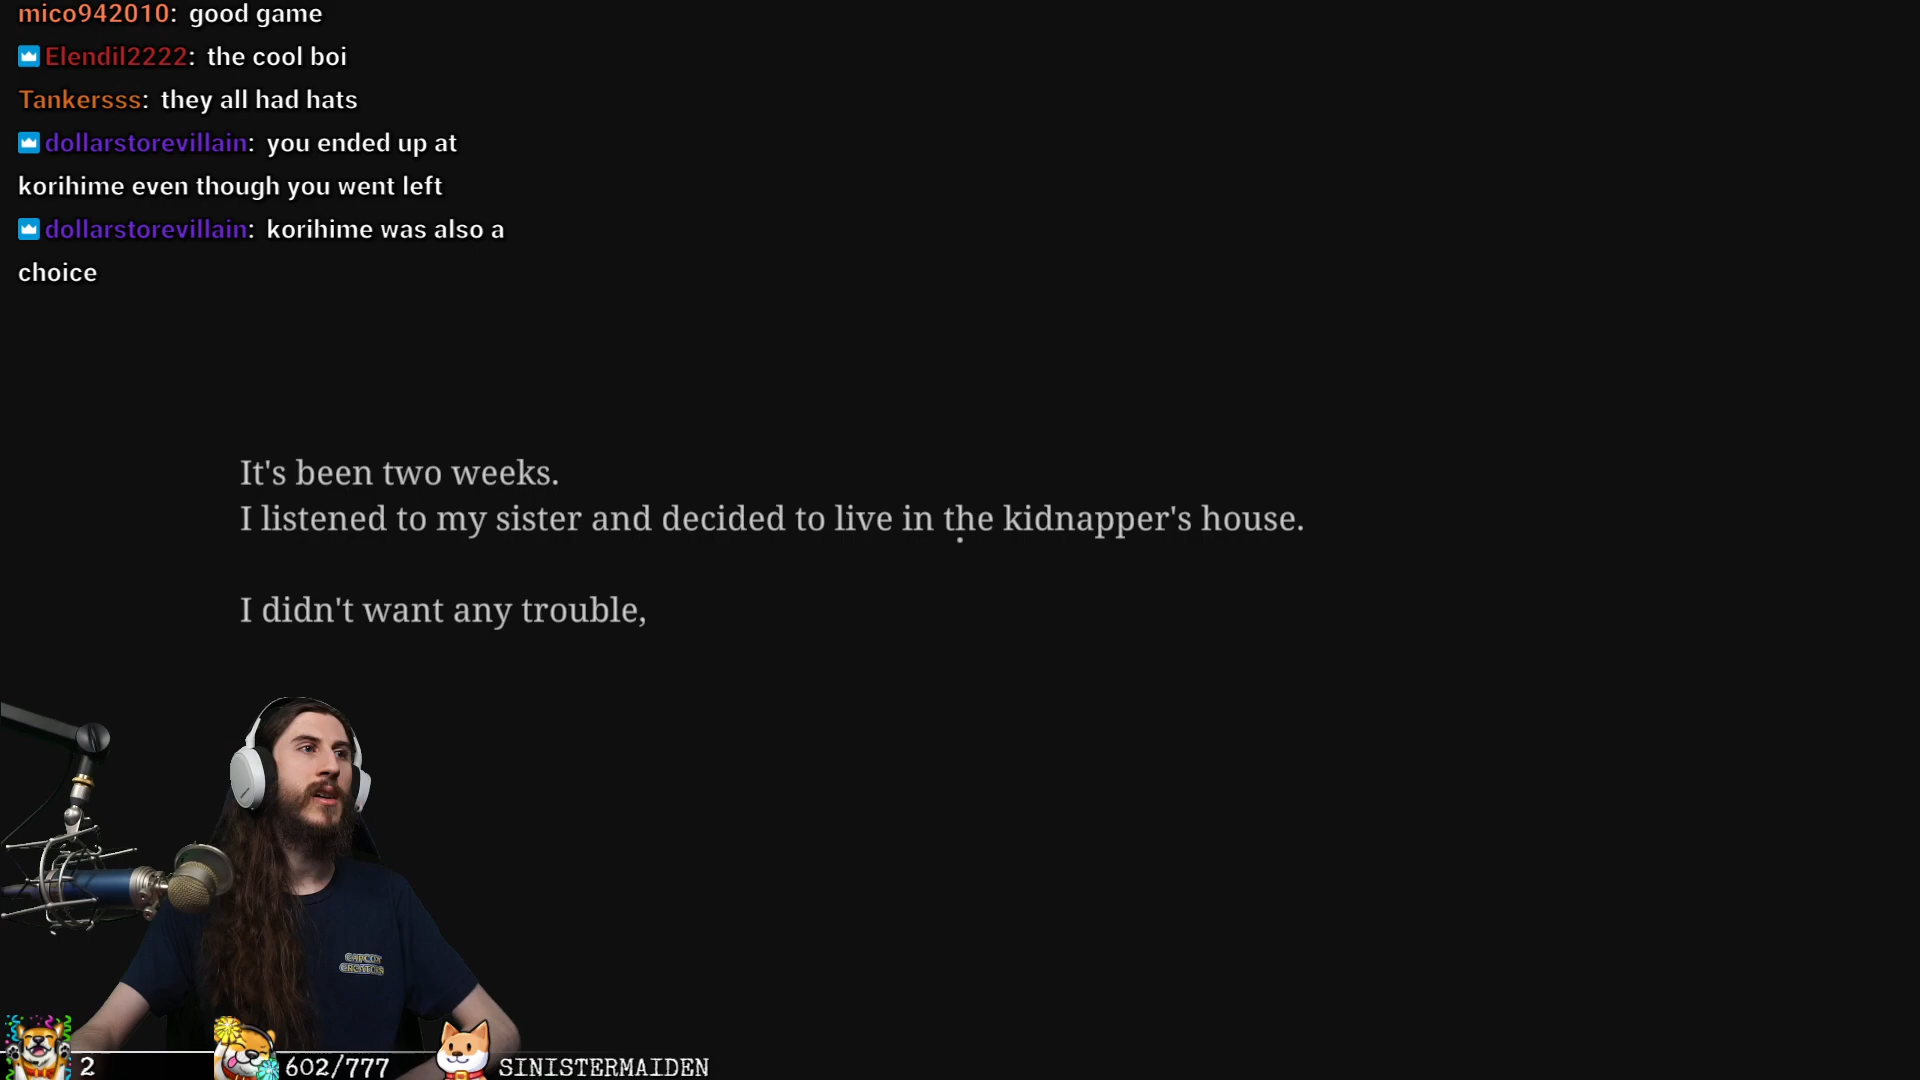 mico942010: good game
Elendil2222: the cool boi
Tankersss: they all had hats
dollarstorevillain: you ended up at
korihime even though you went left
dollarstorevillain: korihime was also a
choice
It's been two weeks.
I listened to my sister and decided to live in the kidnapper's house.
I didn't want any trouble,
CAPCOM
CREATORS
2
602/777
SINISTERMAIDEN